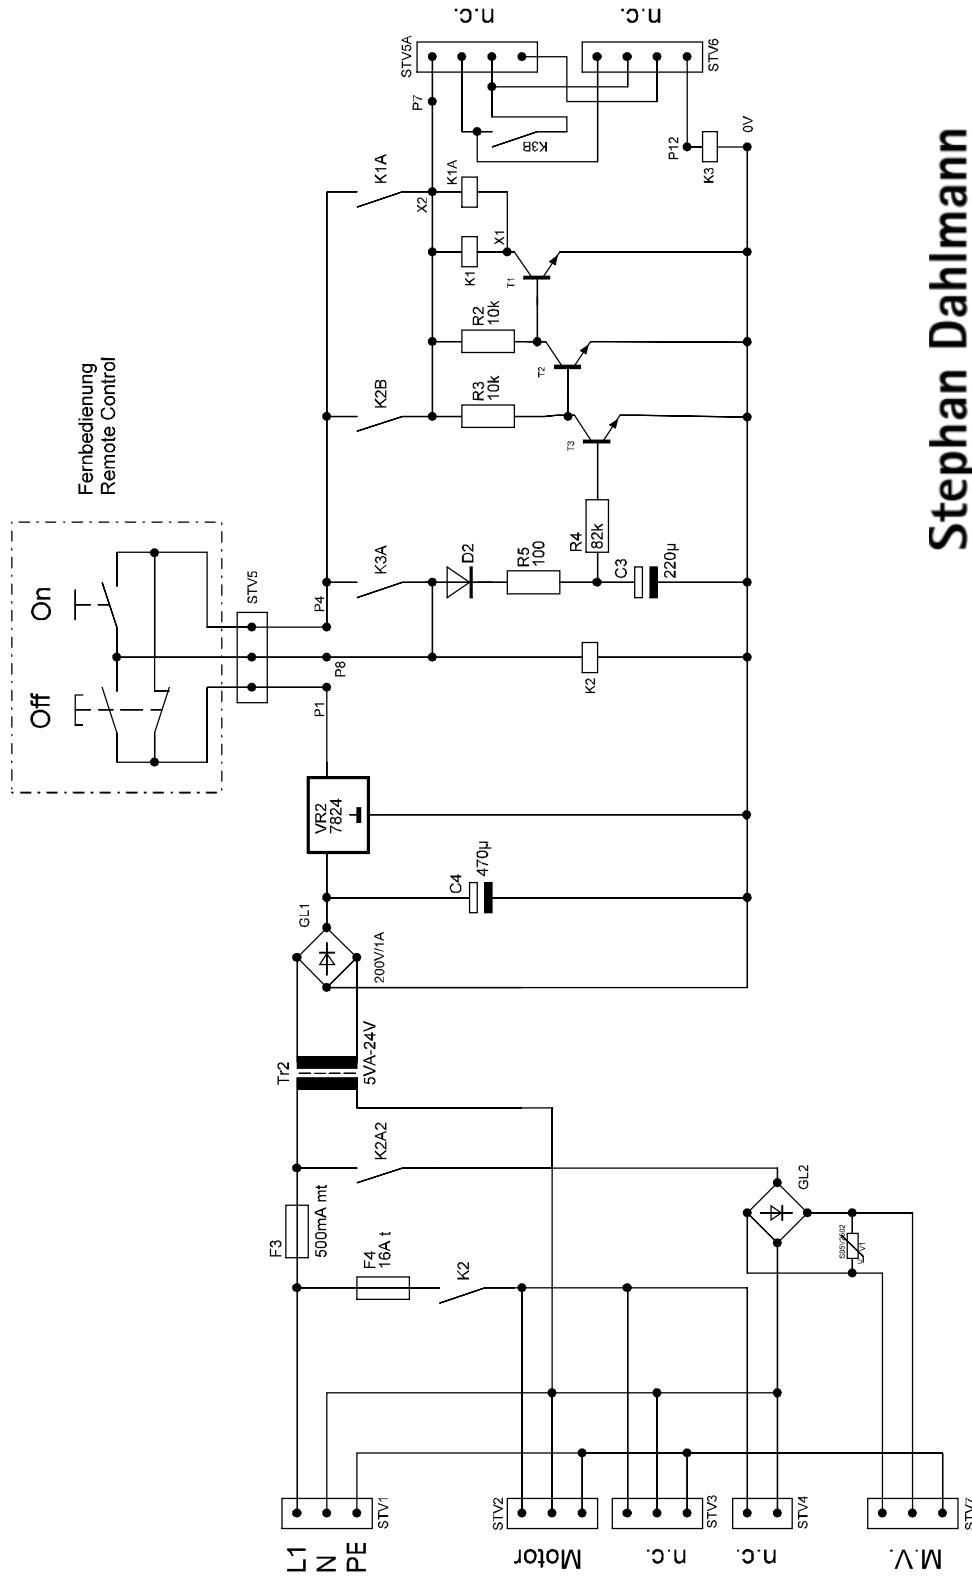 n.c.
n.c.
STV5A
STV6
P7
K3B
P12
K3
0V
K1A
X2
K1A
X1
K1
T1
R2
10k
T2
K2B
R3
10k
T3
Fernbedienung
Remote Control
On
Off
STV5
P4
P8
P1
K3A
D2
R5
100
R4
82k
C3
220µ
K2
VR2
7824
C4
470µ
GL1
200V/1A
Tr2
5VA-24V
K2A2
F3
500mA mt
F4
16A t
K2
GL2
V1
L1
N
PE
STV1
STV2
Motor
STV3
n.c.
STV4
n.c.
STV7
M.V.
Stephan Dahlmann